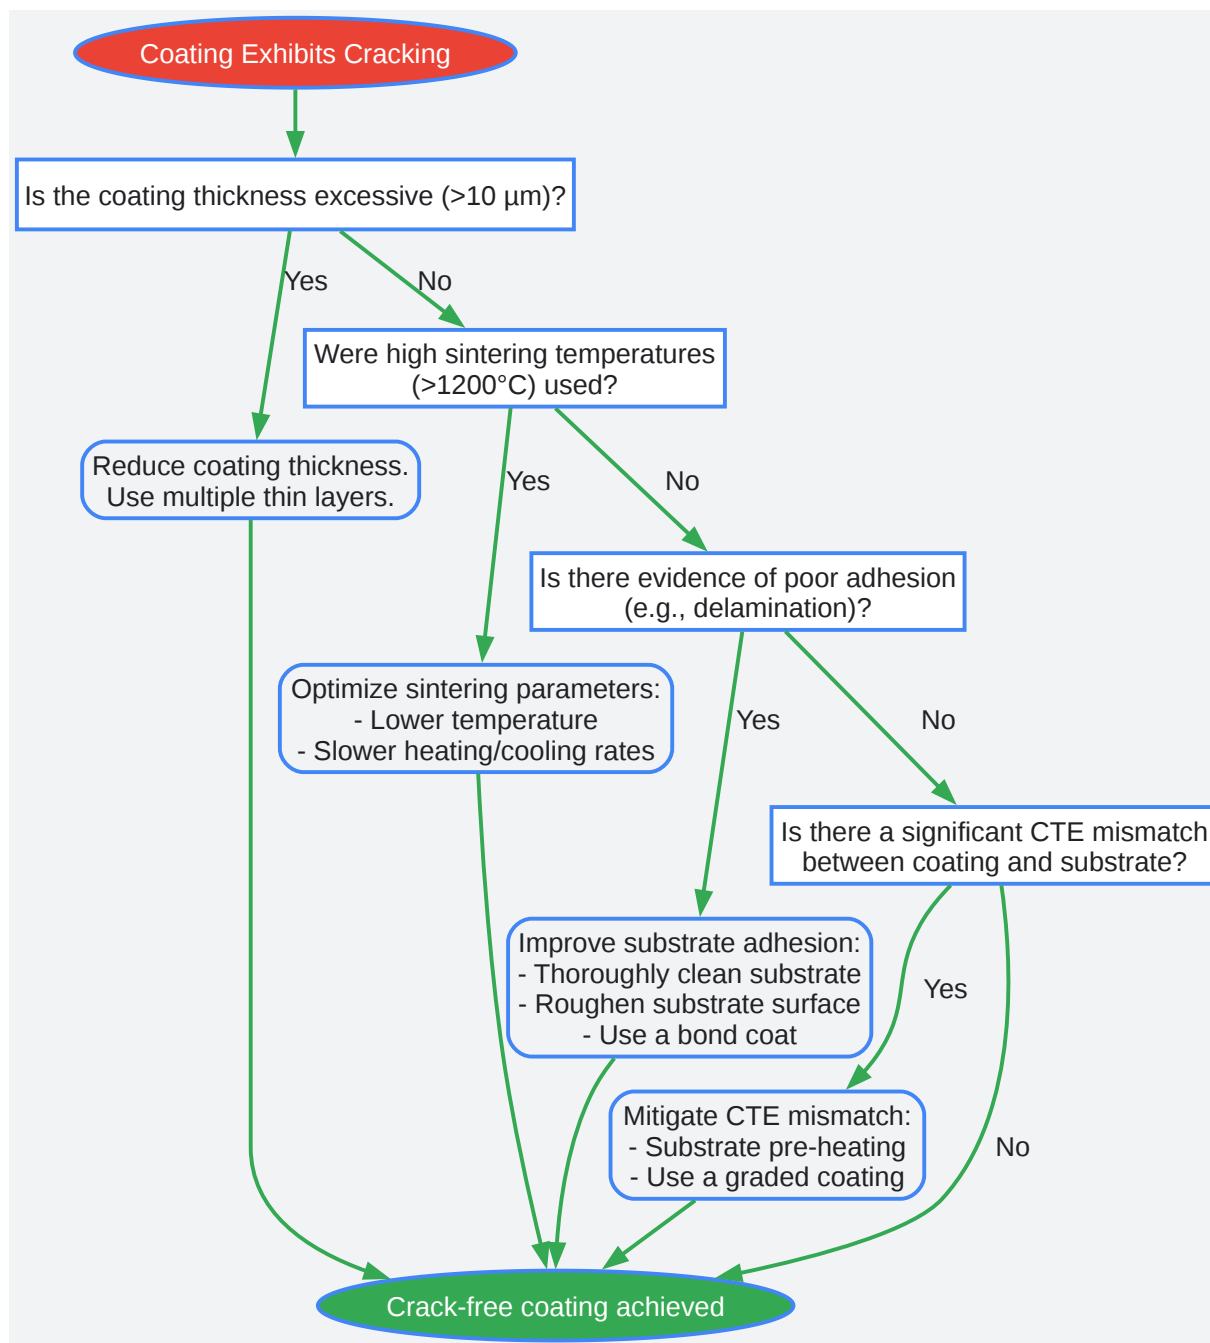 Coating Exhibits Cracking
Is the coating thickness excessive (>10 µm)?
Yes
No
Were high sintering temperatures
(>1200°C) used?
Reduce coating thickness.
Use multiple thin layers.
Yes
No
Is there evidence of poor adhesion
(e.g., delamination)?
Optimize sintering parameters:
- Lower temperature
- Slower heating/cooling rates
Yes
No
Is there a significant CTE mismatch
between coating and substrate?
Improve substrate adhesion:
- Thoroughly clean substrate
- Roughen substrate surface
- Use a bond coat
Yes
Mitigate CTE mismatch:
- Substrate pre-heating
- Use a graded coating
No
Crack-free coating achieved